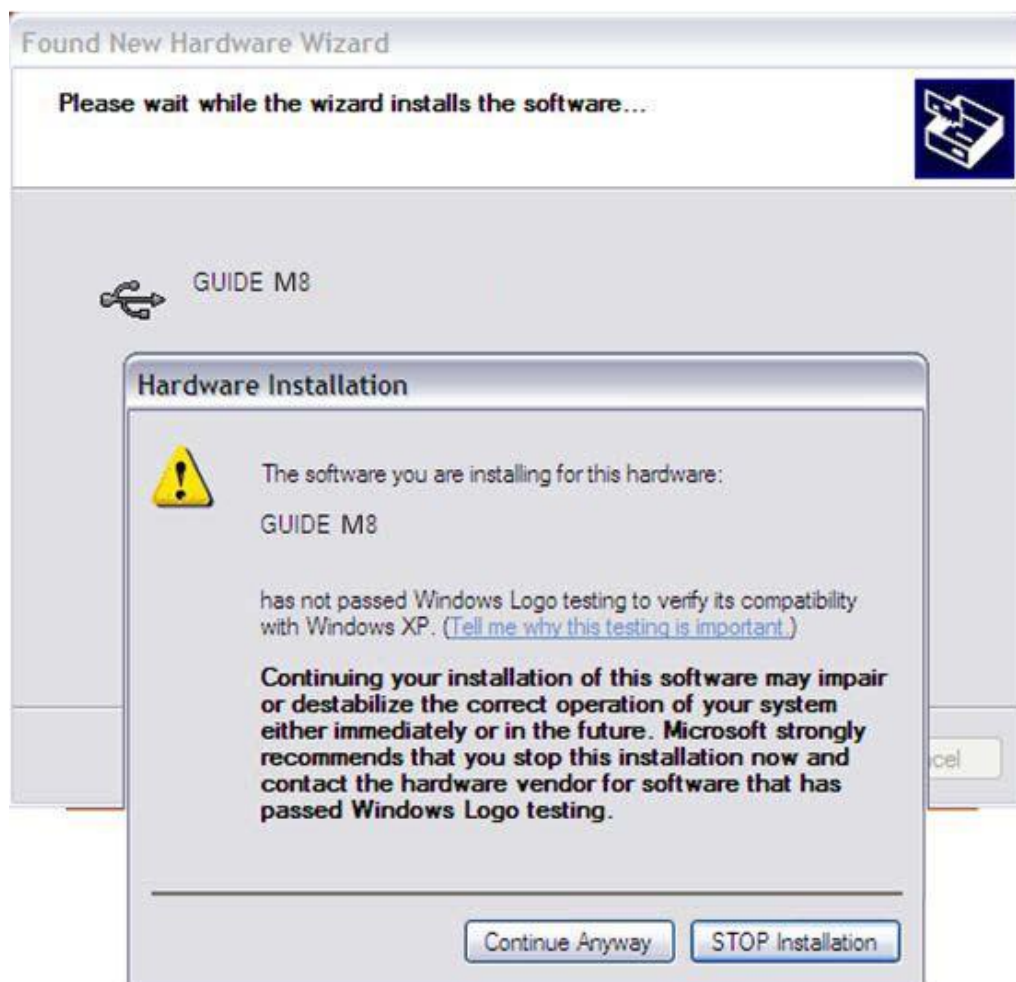 Found New Hardware Wizard
Please wait while the wizard installs the software...
GUIDE M8
Hardware Installation
The software you are installing for this hardware:
GUIDE M8
has not passed Windows Logo testing to verify its compatibility
with Windows XP. (Tell me why this testing is important.)
Continuing your installation of this software may impair
or destabilize the correct operation of your system
either immediately or in the future. Microsoft strongly
recommends that you stop this installation now and
contact the hardware vendor for software that has
passed Windows Logo testing.
Continue Anyway
STOP Installation